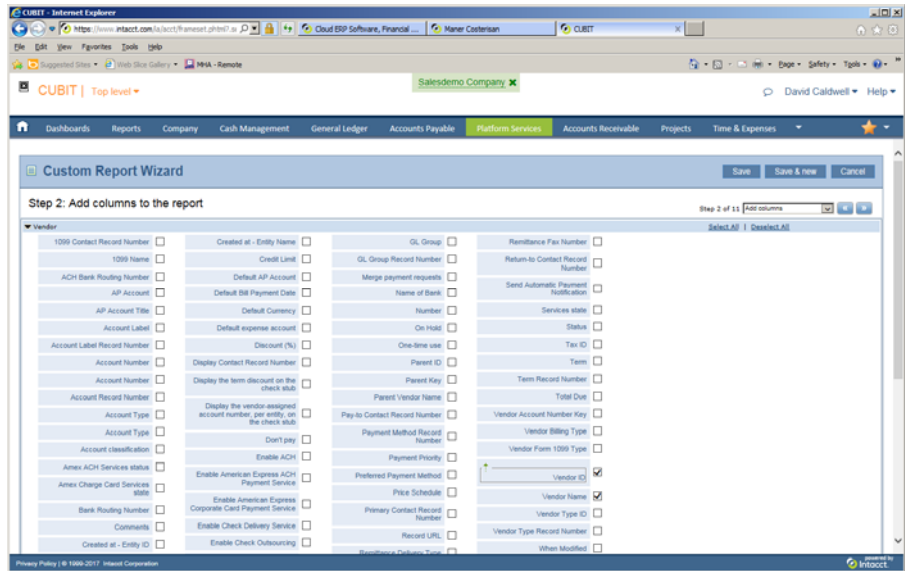 CUBIT - Internet Explorer
https://www.intacct.com/ia/acct/frameset.phtml?.s
Cloud ERP Software, Financial ...
Maner Costerisan
CUBIT
File Edit View Favorites Tools Help
Suggested Sites Web Slice Gallery MHA - Remote
Page Safety Tools
CUBIT | Top level
Salesdemo Company
David Caldwell Help
Dashboards Reports Company Cash Management General Ledger Accounts Payable Platform Services Accounts Receivable Projects Time & Expenses
Custom Report Wizard
Save Save & new Cancel
Step 2: Add columns to the report
Step 2 of 11 Add columns
Vendor
Select All | Deselect All
1099 Contact Record Number
1099 Name
ACH Bank Routing Number
AP Account
AP Account Title
Account Label
Account Label Record Number
Account Number
Account Number
Account Record Number
Account Type
Account Type
Account classification
Amex ACH Services status
Amex Charge Card Services
state
Bank Routing Number
Comments
Created at - Entity ID
Created at - Entity Name
Credit Limit
Default AP Account
Default Bill Payment Date
Default Currency
Default expense account
Discount (%)
Display Contact Record Number
Display the term discount on the
check stub
Display the vendor-assigned
account number, per entity, on
the check stub
Don't pay
Enable ACH
Enable American Express ACH
Payment Service
Enable American Express
Corporate Card Payment Service
Enable Check Delivery Service
Enable Check Outsourcing
GL Group
GL Group Record Number
Merge payment requests
Name of Bank
Number
On Hold
One-time use
Parent ID
Parent Key
Parent Vendor Name
Pay-to Contact Record Number
Payment Method Record
Number
Payment Priority
Preferred Payment Method
Price Schedule
Primary Contact Record
Number
Record URL
Remittance Delivery Type
Remittance Fax Number
Return-to Contact Record
Number
Send Automatic Payment
Notification
Services state
Status
Tax ID
Term
Term Record Number
Total Due
Vendor Account Number Key
Vendor Billing Type
Vendor Form 1099 Type
Vendor ID
Vendor Name
Vendor Type ID
Vendor Type Record Number
When Modified
Privacy Policy | © 1999-2017 Intacct Corporation
powered by
Intacct